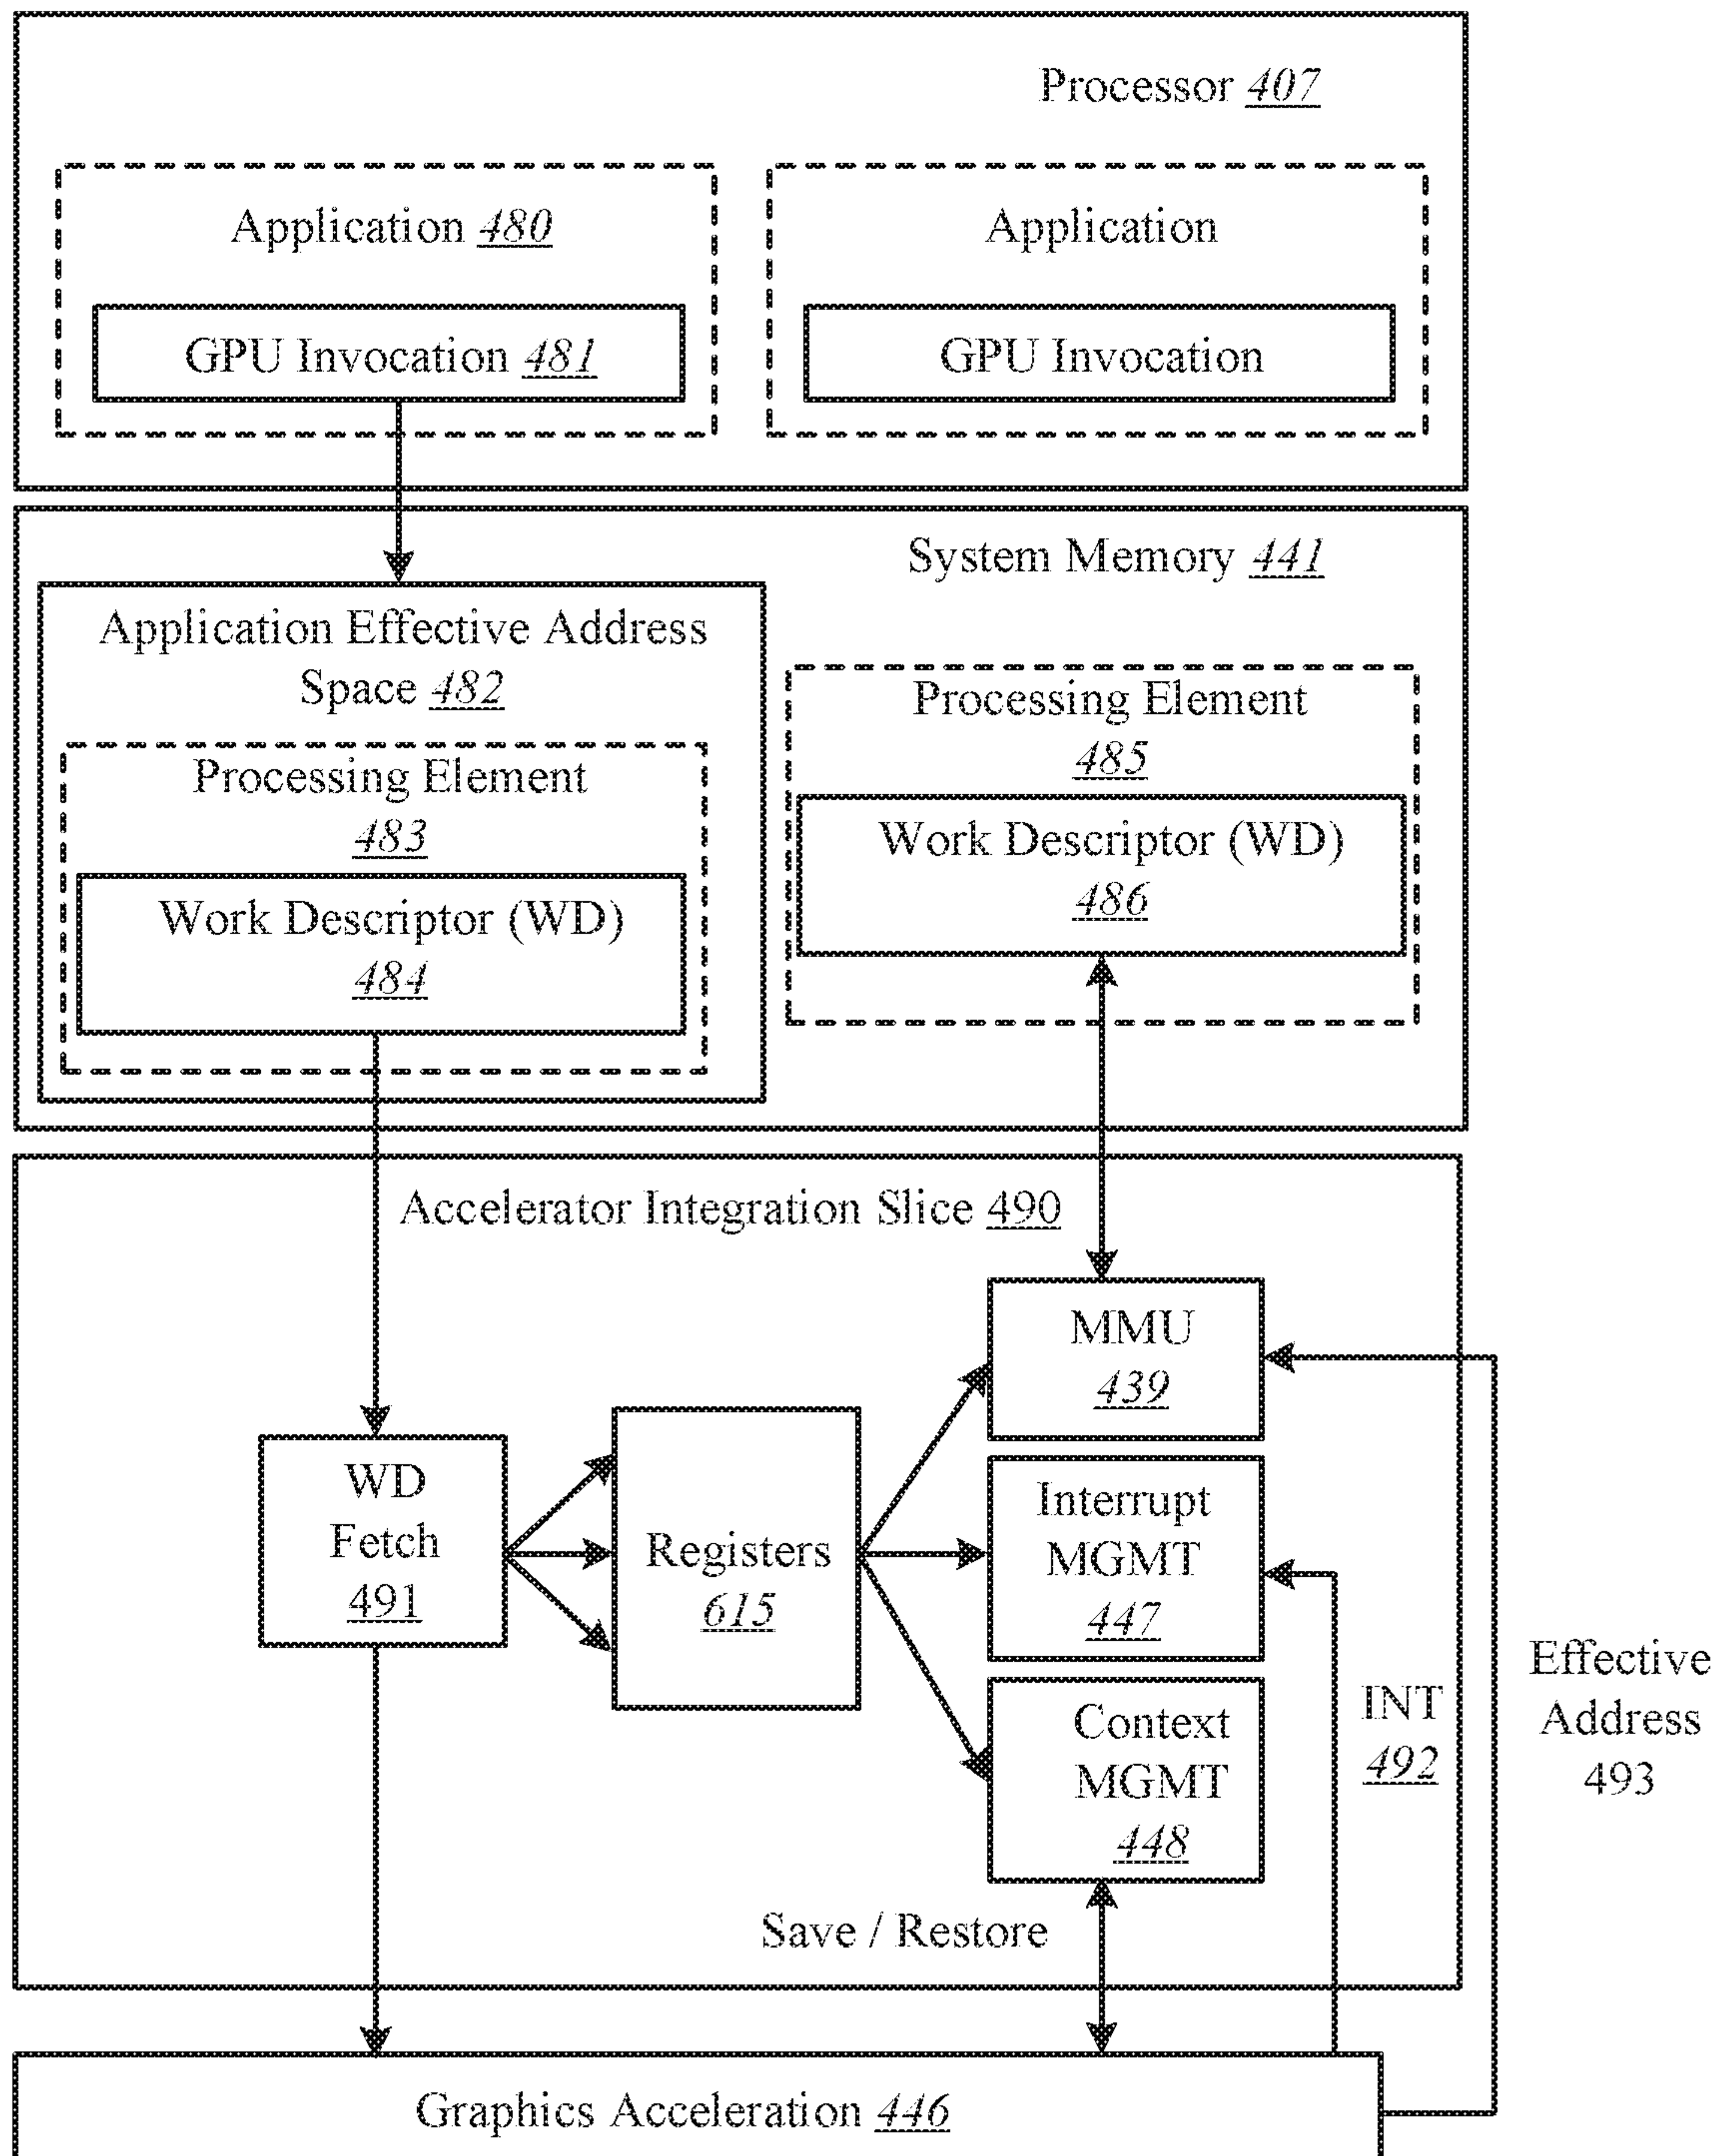 Processor 407
Application 480
GPU Invocation 481
Application
GPU Invocation
System Memory 441
Application Effective Address
Space 482
Processing Element
483
Work Descriptor (WD)
484
Processing Element
485
Work Descriptor (WD)
486
Accelerator Integration Slice 490
WD
Fetch
491
Registers
615
MMU
439
Interrupt
MGMT
447
Context
MGMT
448
INT
492
Effective
Address
493
Save / Restore
Graphics Acceleration 446